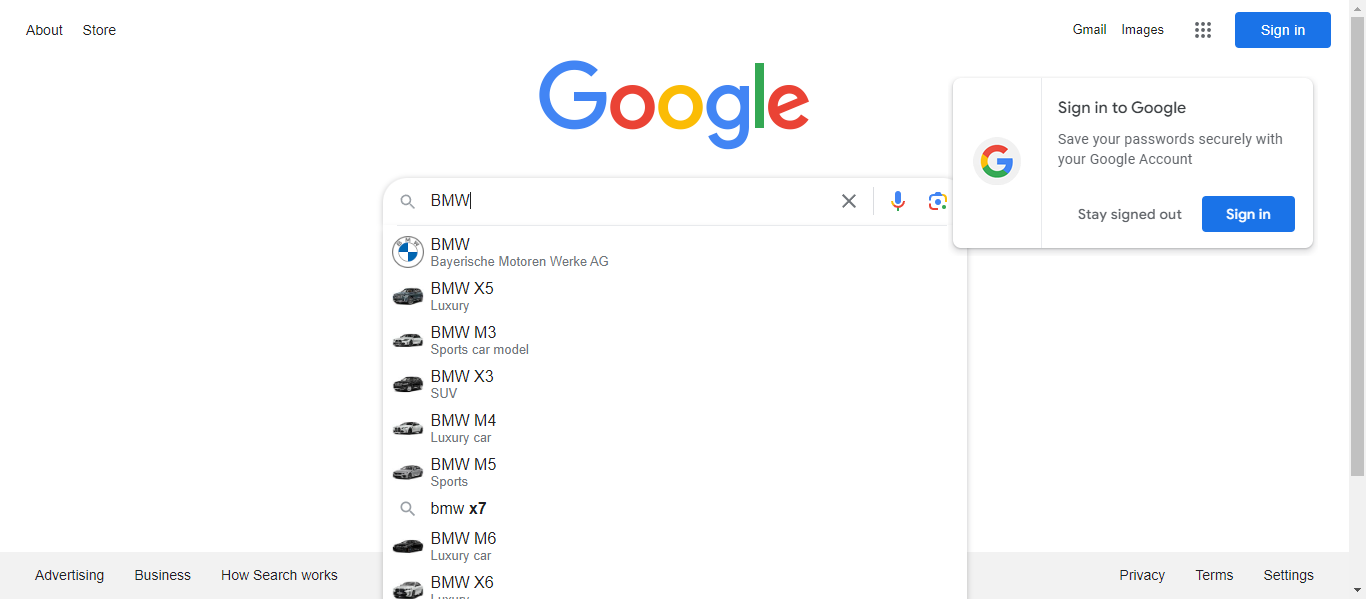 About Store
Gmail Images
Sign in
Google
Sign in to Google
Save your passwords securely with
your Google Account
Stay signed out
Sign in
BMW
BMW
Bayerische Motoren Werke AG
BMW X5
Luxury
BMW M3
Sports car model
BMW X3
SUV
BMW M4
Luxury car
BMW M5
Sports
bmw x7
BMW M6
Luxury car
BMW X6
Luxury
Advertising Business How Search works
Privacy Terms Settings